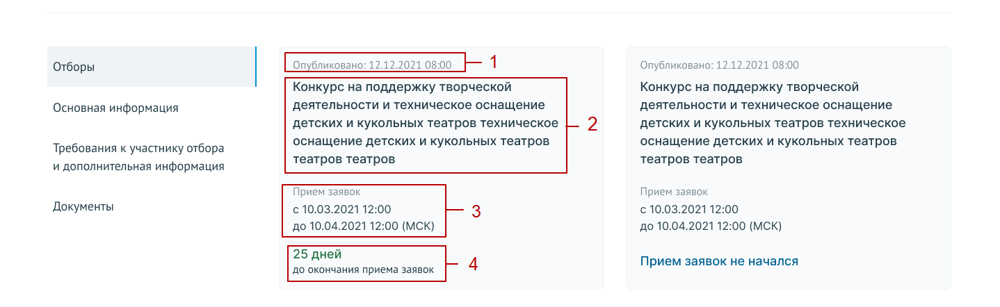 Отборы
Основная информация
Требования к участнику отбора
и дополнительная информация
Документы
Опубликовано: 12.12.2021 08:00
1
Конкурс на поддержку творческой
деятельности и техническое оснащение
детских и кукольных театров техническое
оснащение детских и кукольных театров
театров театров
2
Прием заявок
с 10.03.2021 12:00
до 10.04.2021 12:00 (МСК)
3
25 дней
до окончания приема заявок
4
Опубликовано: 12.12.2021 08:00
Конкурс на поддержку творческой
деятельности и техническое оснащение
детских и кукольных театров техническое
оснащение детских и кукольных театров
театров театров
Прием заявок
с 10.03.2021 12:00
до 10.04.2021 12:00 (МСК)
Прием заявок не начался